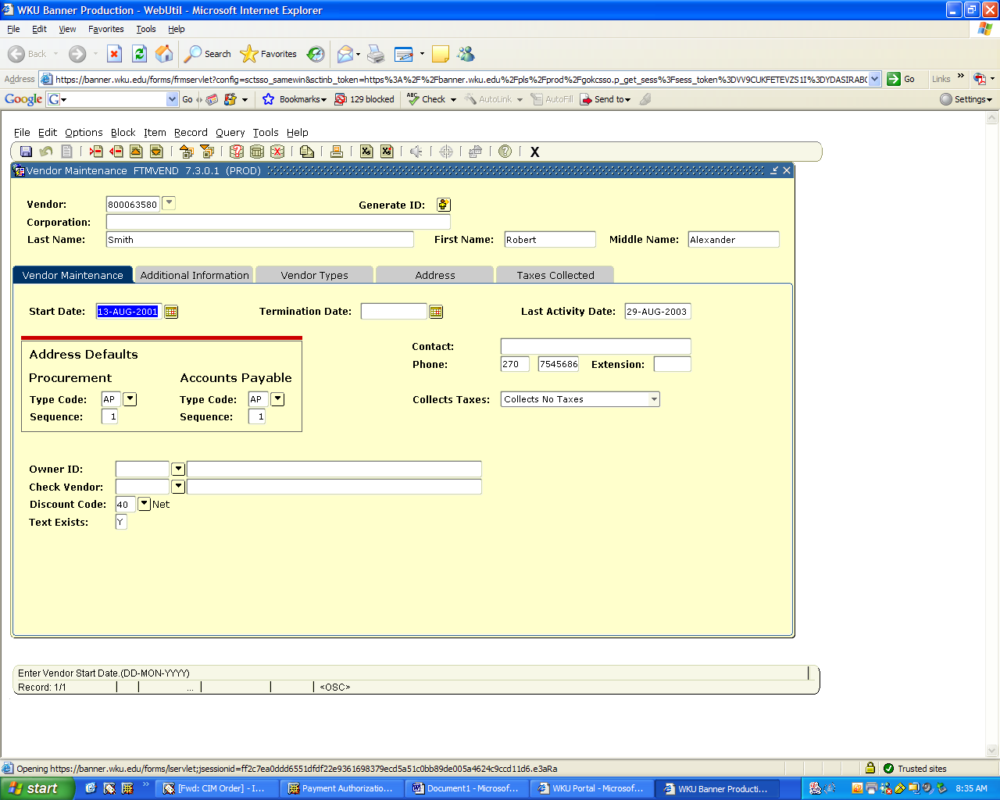 WKU Banner Production - WebUtil - Microsoft Internet Explorer
File Edit View Favorites Tools Help
Back Search Favorites
Address https://banner.wku.edu/forms/frmservlet?config=sctsso_samewin&sctinb_token=https%3A%2F%2Fbanner.wku.edu%2Fpls%2Fprod%2Fgokcsso.p_get_sess%3Fsess_token%3DVV9CUKFETEVZS1I%3DYDASIRABC Go Links »
Google G Go Bookmarks 129 blocked Check AutoLink AutoFill Send to Settings
File Edit Options Block Item Record Query Tools Help
X
Vendor Maintenance FTMVEND 7.3.0.1 (PROD)
Vendor: 800063580 Generate ID:
Corporation:
Last Name: Smith First Name: Robert Middle Name: Alexander
Vendor Maintenance Additional Information Vendor Types Address Taxes Collected
Start Date: 13-AUG-2001 Termination Date: Last Activity Date: 29-AUG-2003
Address Defaults
Contact:
Phone: 270 7545686 Extension:
Procurement Accounts Payable
Type Code: AP Type Code: AP
Collects Taxes: Collects No Taxes
Sequence: 1 Sequence: 1
Owner ID:
Check Vendor:
Discount Code: 40 Net
Text Exists: Y
Enter Vendor Start Date.(DD-MON-YYYY)
Record: 1/1 ... <OSC>
Opening https://banner.wku.edu/forms/lservlet;jsessionid=ff2c7ea0ddd6551dfdf22e9361698379ecd5a51c0bb89de005a4624c9ccd11d6.e3aRa Trusted sites
start » [Fwd: CIM Order] - I... Payment Authorizatio... Document1 - Microsof... WKU Portal - Microsof... WKU Banner Producti... 8:35 AM